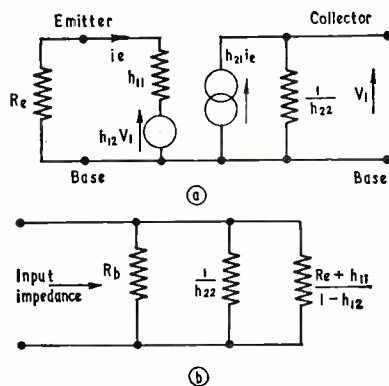 Emitter
Collector
ie
h11
h21ie
Re
1/h22
V1
h12V1
Base
Base
a
Input
impedance
Rb
1/h22
Re + h11
1 - h12
b